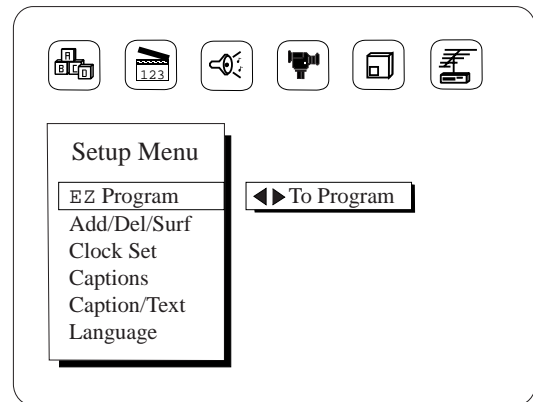 A
B C D
123
Setup Menu
EZ Program
◀▶ To Program
Add/Del/Surf
Clock Set
Captions
Caption/Text
Language